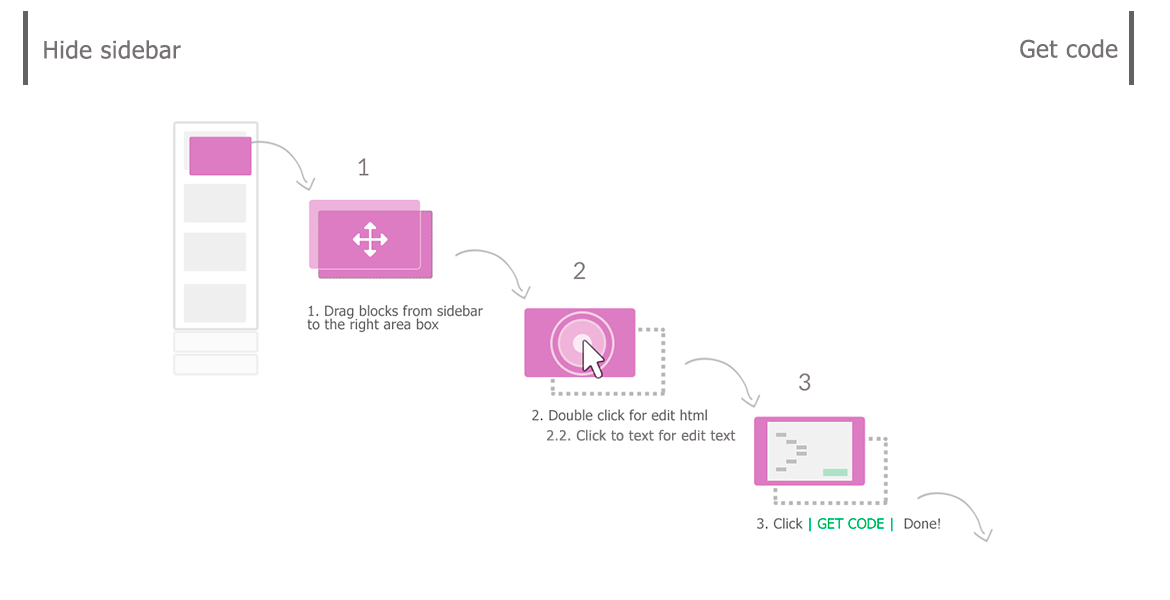 Hide sidebar
Get code
1
1. Drag blocks from sidebar
to the right area box
2
2. Double click for edit html
2.2. Click to text for edit text
3
3. Click | GET CODE | Done!